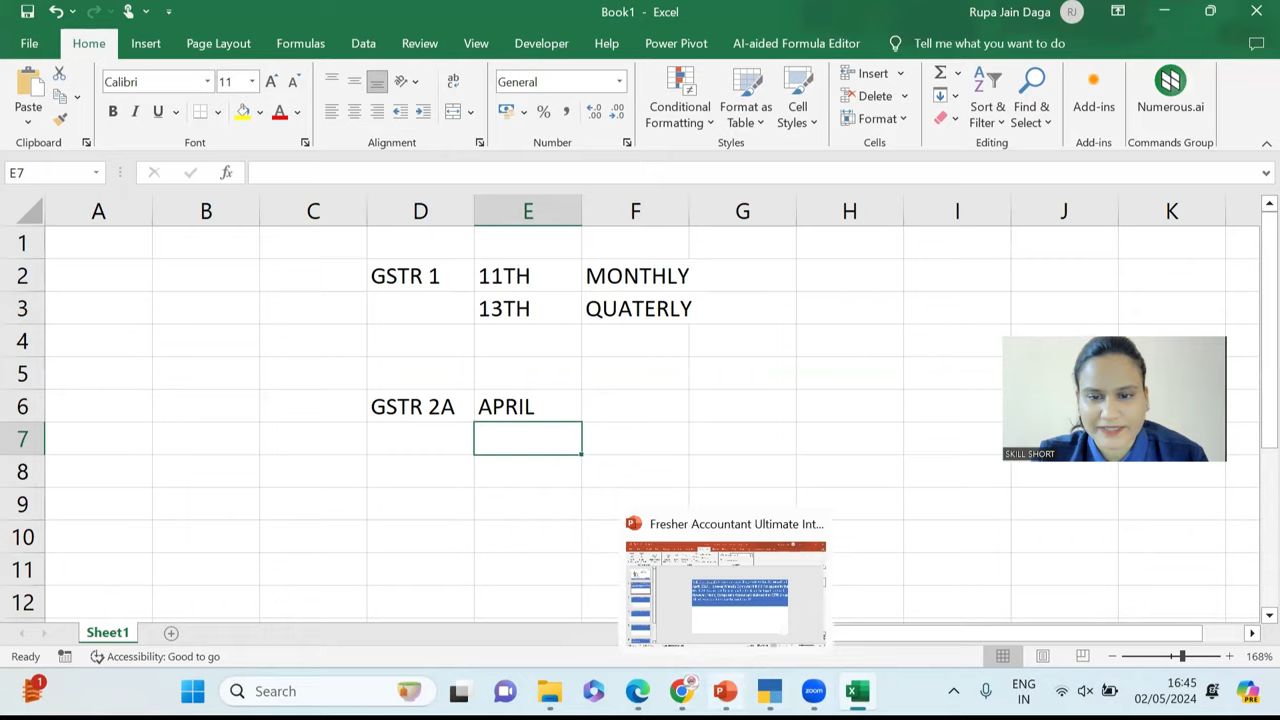 Book1 - Excel
Rupa Jain Daga
RJ
File
Home
Insert
Page Layout
Formulas
Data
Review
View
Developer
Help
Power Pivot
AI-aided Formula Editor
Tell me what you want to do
Paste
Calibri
11
B I U
General
Conditional Formatting
Format as Table
Cell Styles
Insert
Delete
Format
Sort & Filter
Find & Select
Add-ins
Numerous.ai
Clipboard
Font
Alignment
Number
Styles
Cells
Editing
Add-ins
Commands Group
E7
fx
A B C D E F G H I J K
1
2 GSTR 1 11TH MONTHLY
3 13TH QUATERLY
4
5
6 GSTR 2A APRIL
7
8
9
10
11
12
SKILL SHORT
Fresher Accountant Ultimate Int...
Sheet1
Ready
Accessibility: Good to go
168%
1
Search
zoom
ENG
IN
16:45
02/05/2024
PRE